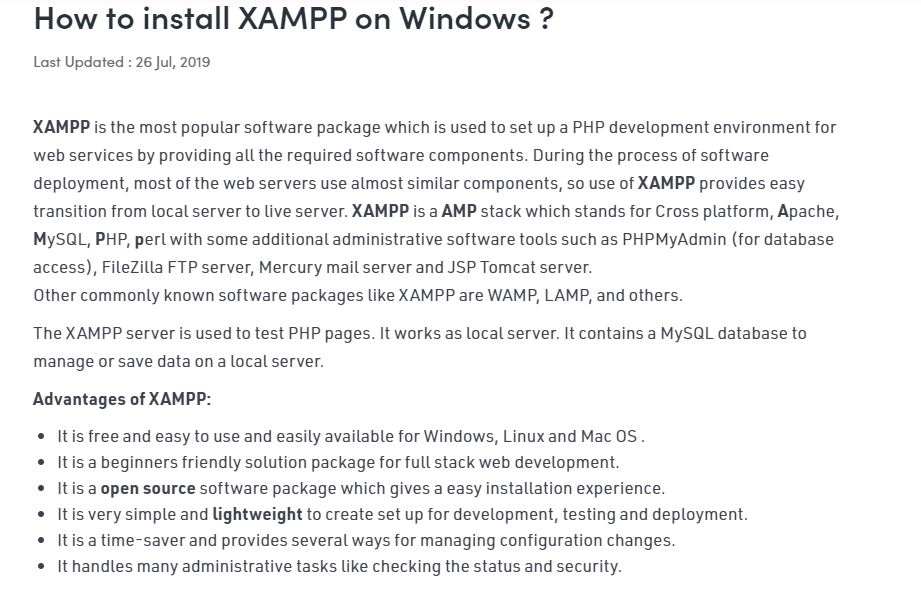 How to install XAMPP on Windows ?
Last Updated : 26 Jul, 2019
XAMPP is the most popular software package which is used to set up a PHP development environment for
web services by providing all the required software components. During the process of software
deployment, most of the web servers use almost similar components, so use of XAMPP provides easy
transition from local server to live server. XAMPP is a AMP stack which stands for Cross platform, Apache,
MySQL, PHP, perl with some additional administrative software tools such as PHPMyAdmin (for database
access), FileZilla FTP server, Mercury mail server and JSP Tomcat server.
Other commonly known software packages like XAMPP are WAMP, LAMP, and others.
The XAMPP server is used to test PHP pages. It works as local server. It contains a MySQL database to
manage or save data on a local server.
Advantages of XAMPP:
• It is free and easy to use and easily available for Windows, Linux and Mac OS .
• It is a beginners friendly solution package for full stack web development.
• It is a open source software package which gives a easy installation experience.
• It is very simple and lightweight to create set up for development, testing and deployment.
• It is a time-saver and provides several ways for managing configuration changes.
• It handles many administrative tasks like checking the status and security.